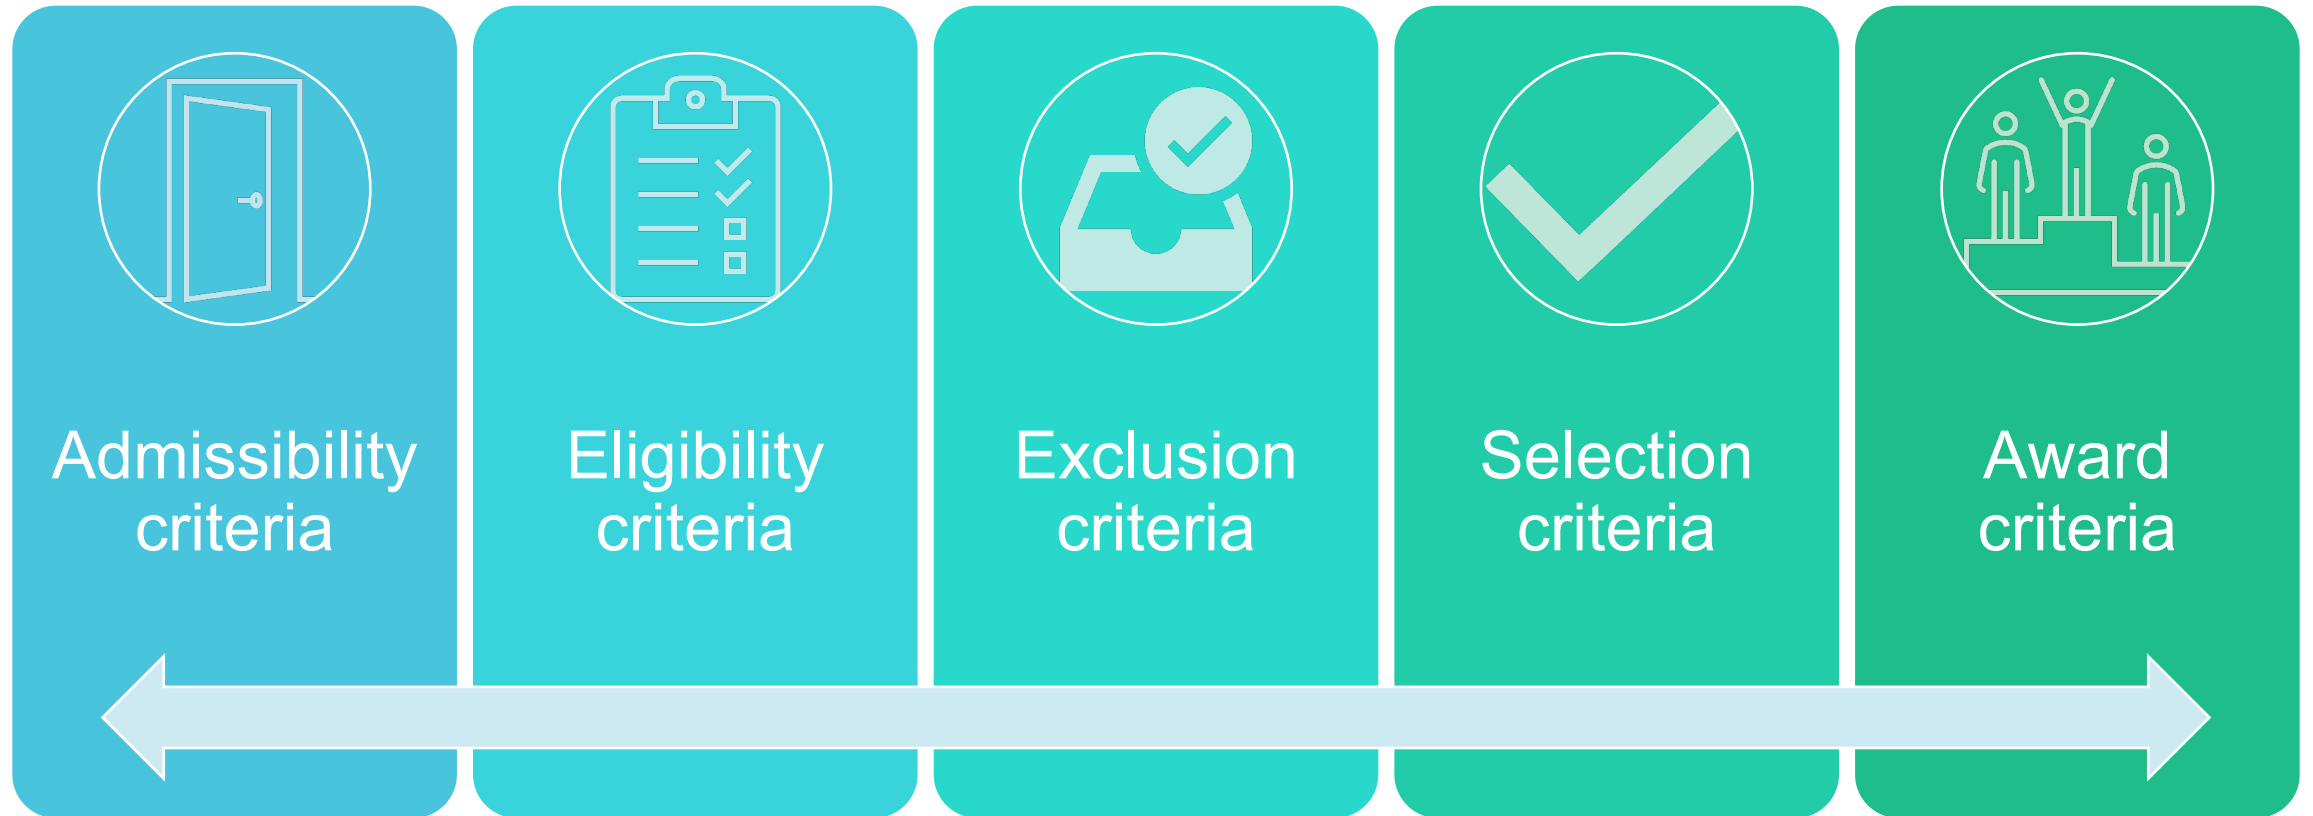 Admissibility
criteria
Eligibility
criteria
Exclusion
criteria
Selection
criteria
Award
criteria